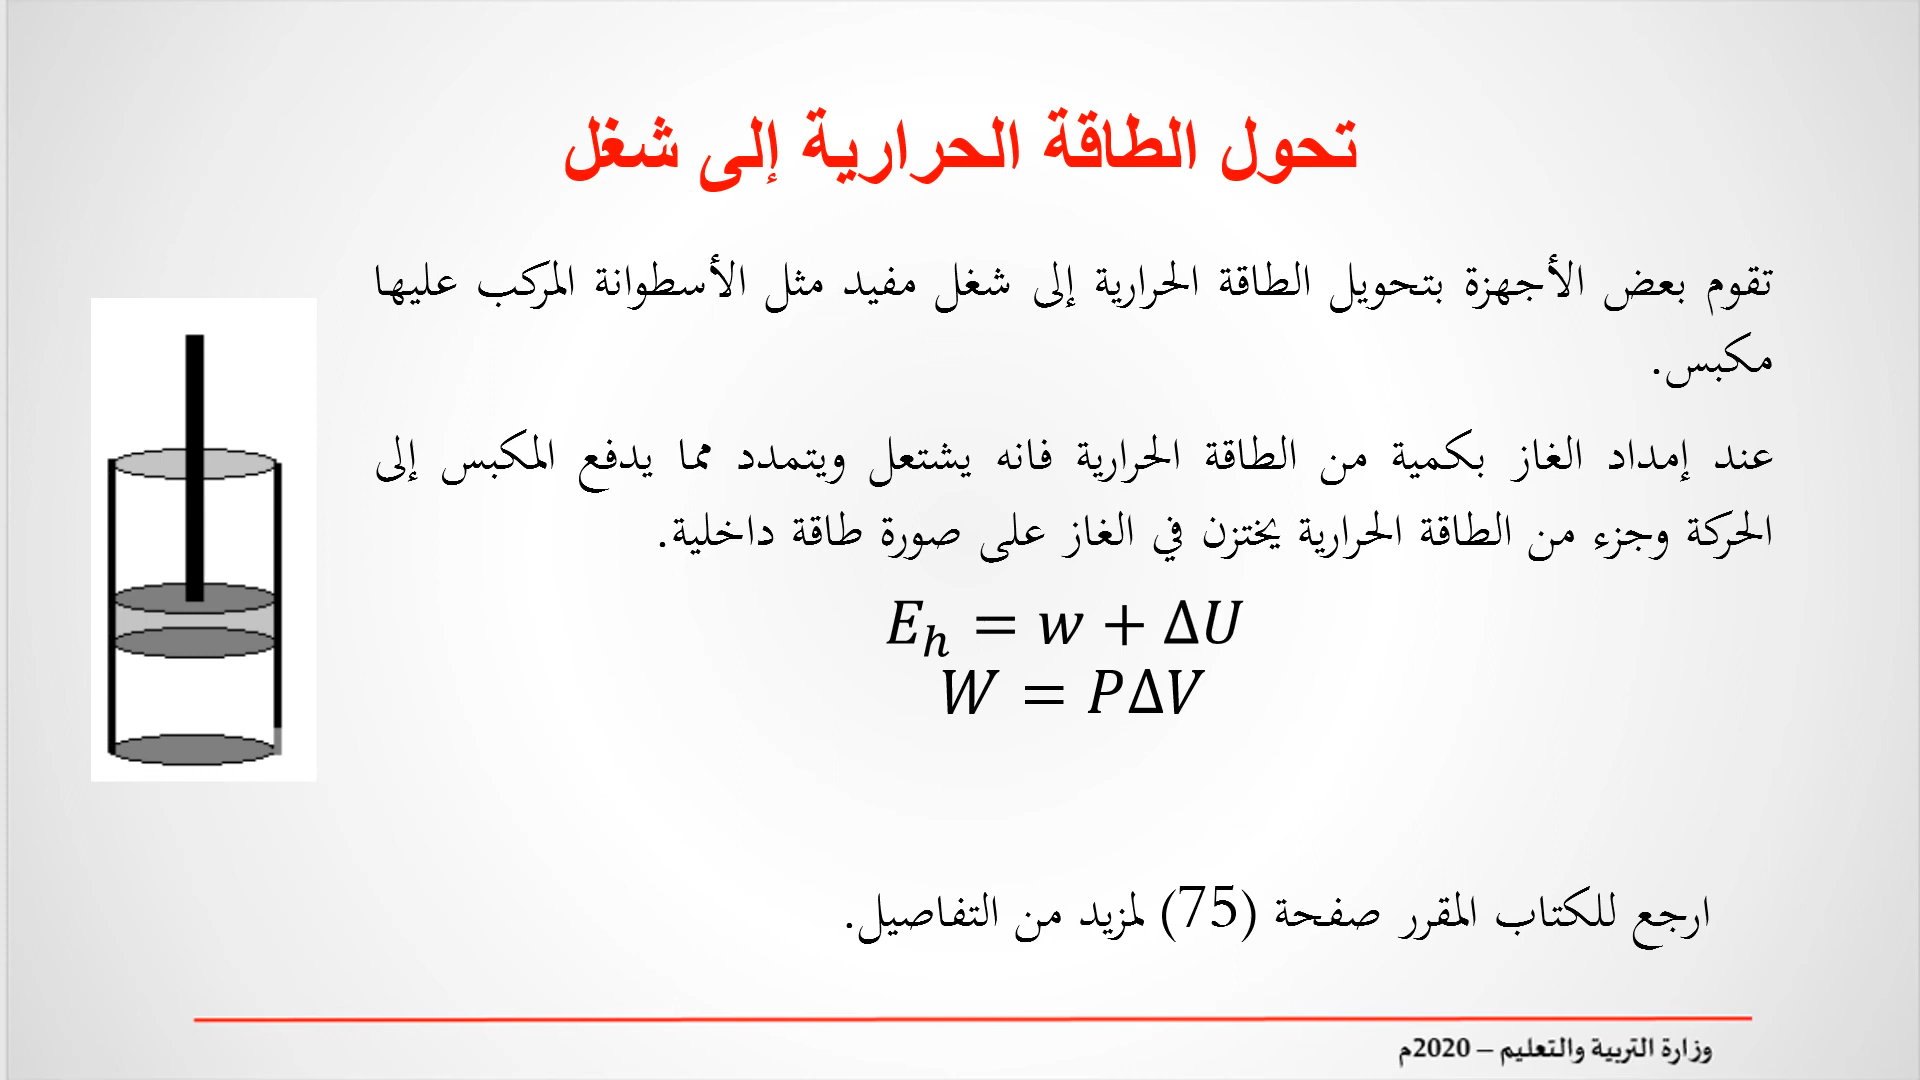 تحول الطاقة الحرارية إلى شغل
تقوم بعض الأجهزة بتحويل الطاقة الحرارية إلى شغل مفيد مثل الأسطوانة المركب عليها
مكبس.
عند إمداد الغاز بكمية من الطاقة الحرارية فانه يشتعل ويتمدد مما يدفع المكبس إلى
الحركة وجزء من الطاقة الحرارية يختزن في الغاز على صورة طاقة داخلية.
E_h = w + ΔU
W = PΔV
ارجع للكتاب المقرر صفحة (75) لمزيد من التفاصيل.
وزارة التربية والتعليم – 2020م